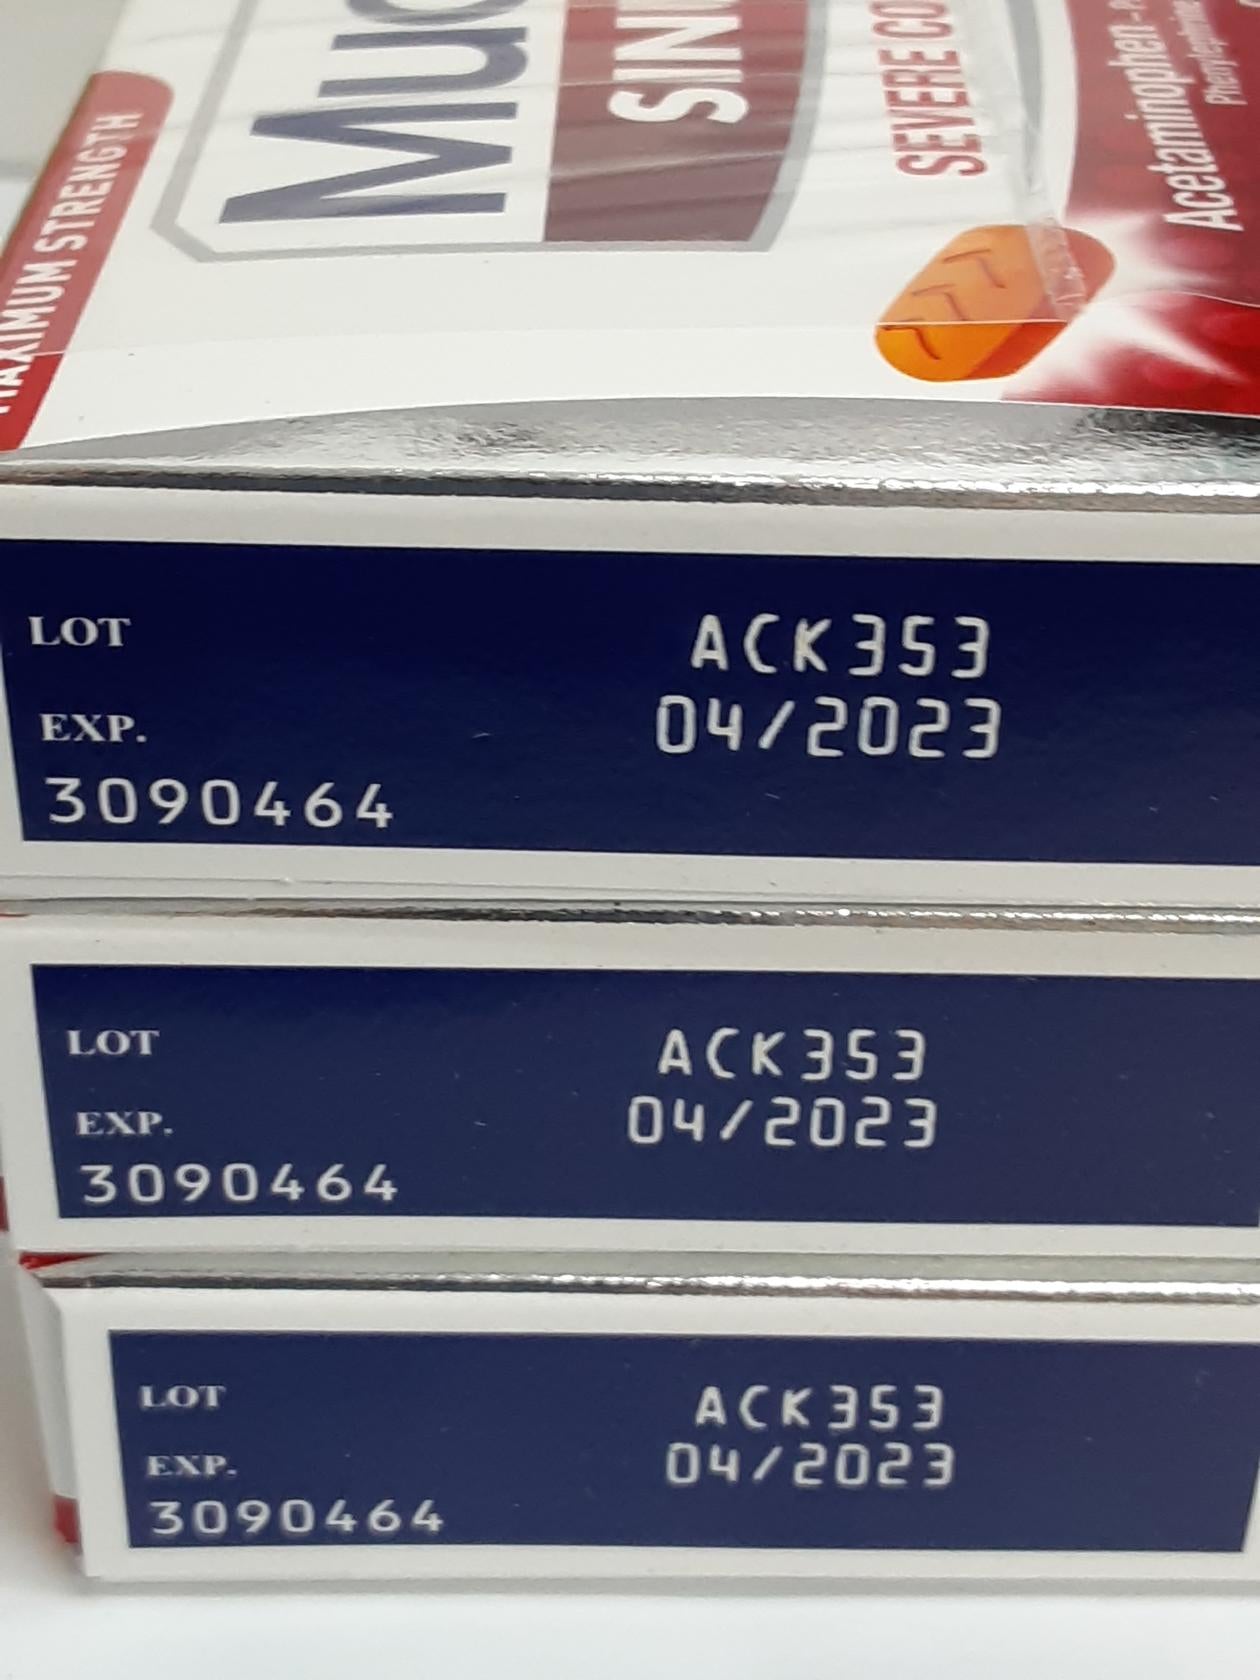 MAXIMUM STRENGTH
SEVERE
Acetaminophen -
LOT ACK353
EXP. 04/2023
3090464
LOT ACK353
EXP. 04/2023
3090464
LOT ACK353
EXP. 04/2023
3090464